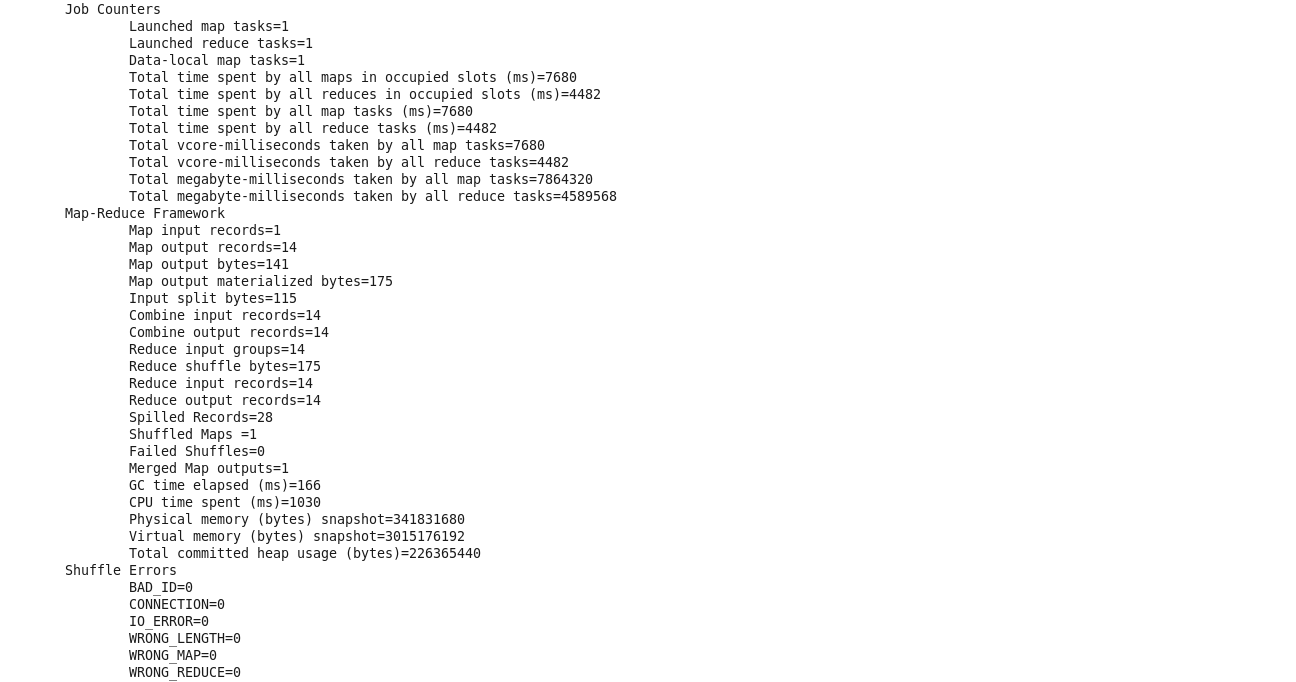 Job Counters
Launched map tasks=1
Launched reduce tasks=1
Data-local map tasks=1
Total time spent by all maps in occupied slots (ms)=7680
Total time spent by all reduces in occupied slots (ms)=4482
Total time spent by all map tasks (ms)=7680
Total time spent by all reduce tasks (ms)=4482
Total vcore-milliseconds taken by all map tasks=7680
Total vcore-milliseconds taken by all reduce tasks=4482
Total megabyte-milliseconds taken by all map tasks=7864320
Total megabyte-milliseconds taken by all reduce tasks=4589568
Map-Reduce Framework
Map input records=1
Map output records=14
Map output bytes=141
Map output materialized bytes=175
Input split bytes=115
Combine input records=14
Combine output records=14
Reduce input groups=14
Reduce shuffle bytes=175
Reduce input records=14
Reduce output records=14
Spilled Records=28
Shuffled Maps =1
Failed Shuffles=0
Merged Map outputs=1
GC time elapsed (ms)=166
CPU time spent (ms)=1030
Physical memory (bytes) snapshot=341831680
Virtual memory (bytes) snapshot=3015176192
Total committed heap usage (bytes)=226365440
Shuffle Errors
BAD_ID=0
CONNECTION=0
IO_ERROR=0
WRONG_LENGTH=0
WRONG_MAP=0
WRONG_REDUCE=0